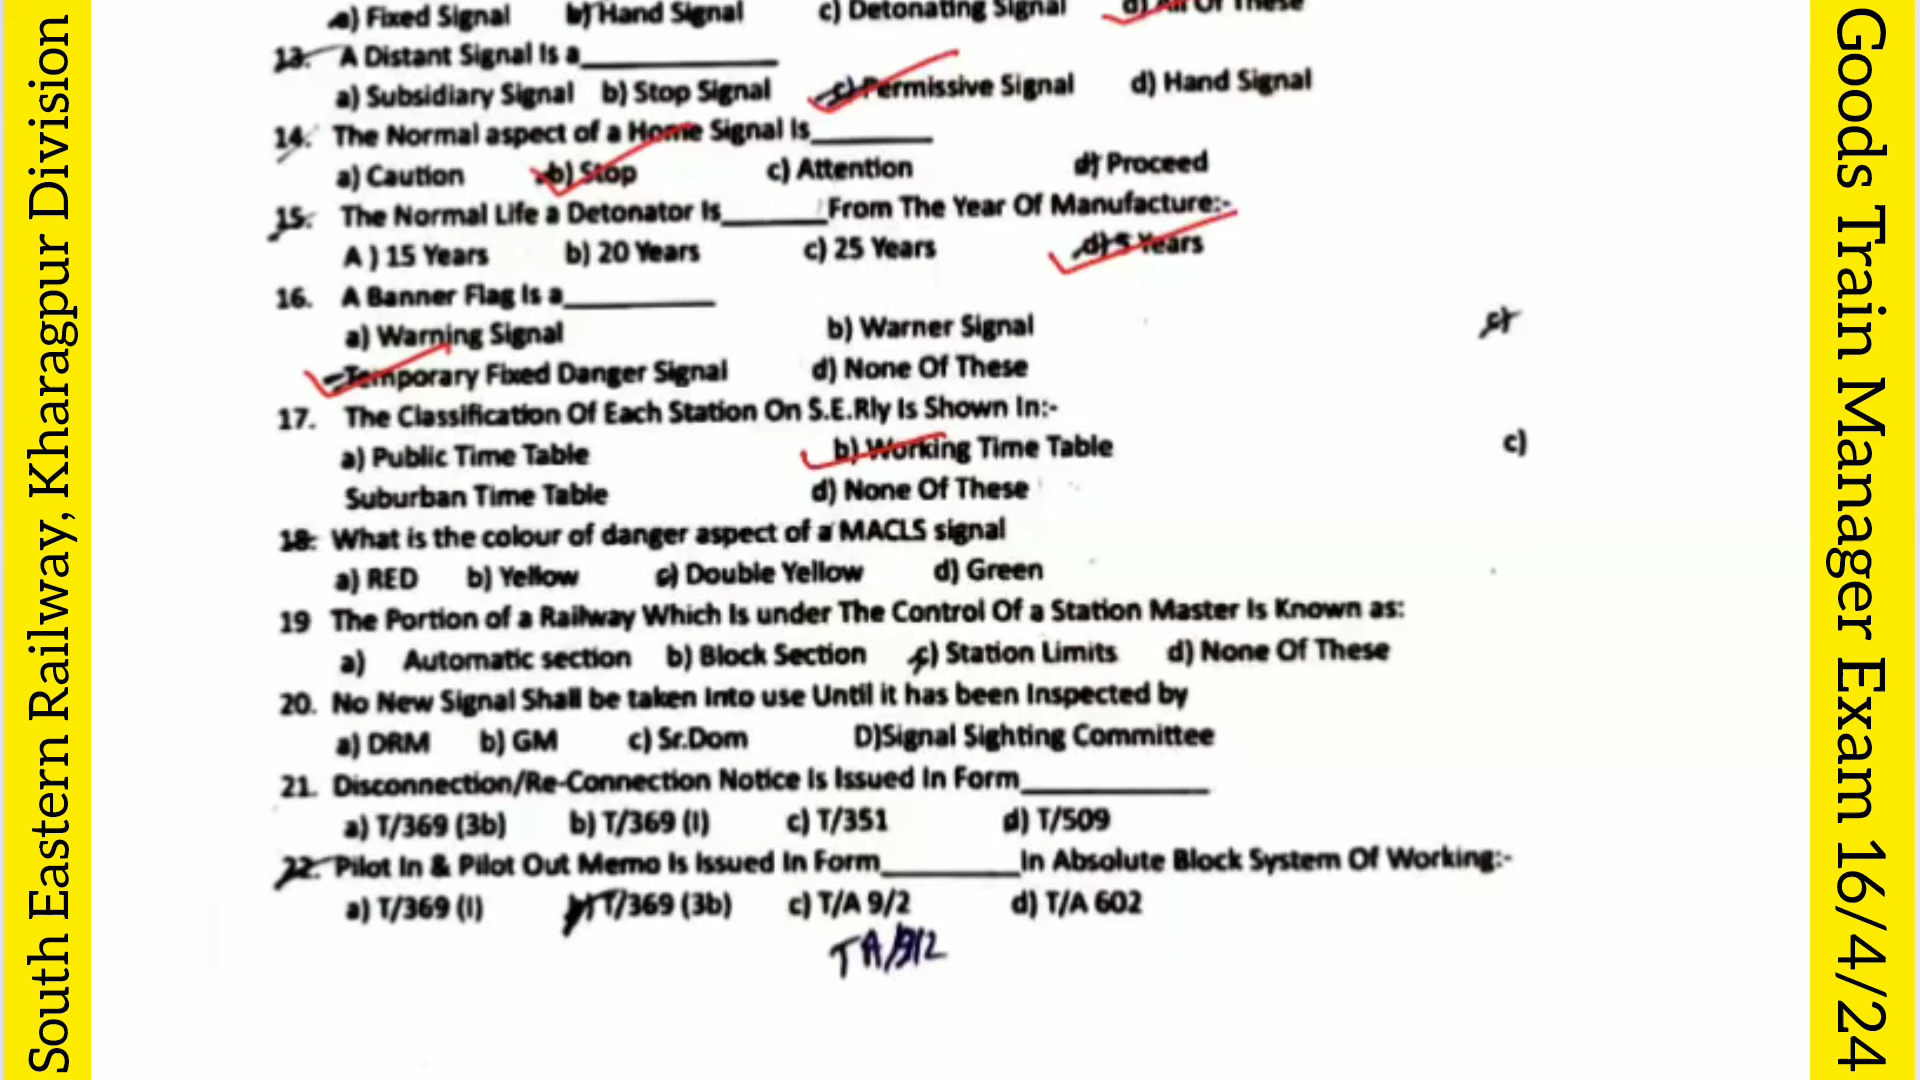 South Eastern Railway, Kharagpur Division
a) Fixed Signal b) Hand Signal c) Detonating Signal d) All Of These
13. A Distant Signal Is a__________
a) Subsidiary Signal b) Stop Signal c) Permissive Signal d) Hand Signal
14. The Normal aspect of a Home Signal Is_______
a) Caution b) Stop c) Attention d) Proceed
15. The Normal Life a Detonator Is______From The Year Of Manufacture:-
A ) 15 Years b) 20 Years c) 25 Years d) 5 Years
16. A Banner Flag Is a________
a) Warning Signal b) Warner Signal c)
Temporary Fixed Danger Signal d) None Of These
17. The Classification Of Each Station On S.E.Rly Is Shown In:-
a) Public Time Table b) Working Time Table c)
Suburban Time Table d) None Of These
18. What is the colour of danger aspect of a MACLS signal
a) RED b) Yellow c) Double Yellow d) Green
19 The Portion of a Railway Which Is under The Control Of a Station Master Is Known as:
a) Automatic section b) Block Section c) Station Limits d) None Of These
20. No New Signal Shall be taken Into use Until it has been Inspected by
a) DRM b) GM c) Sr.Dom D)Signal Sighting Committee
21. Disconnection/Re-Connection Notice Is Issued In Form__________
a) T/369 (3b) b) T/369 (I) c) T/351 d) T/509
22. Pilot In & Pilot Out Memo Is Issued In Form_______In Absolute Block System Of Working:-
a) T/369 (I) b) T/369 (3b) c) T/A 9/2 d) T/A 602
Goods Train Manager Exam 16/4/24